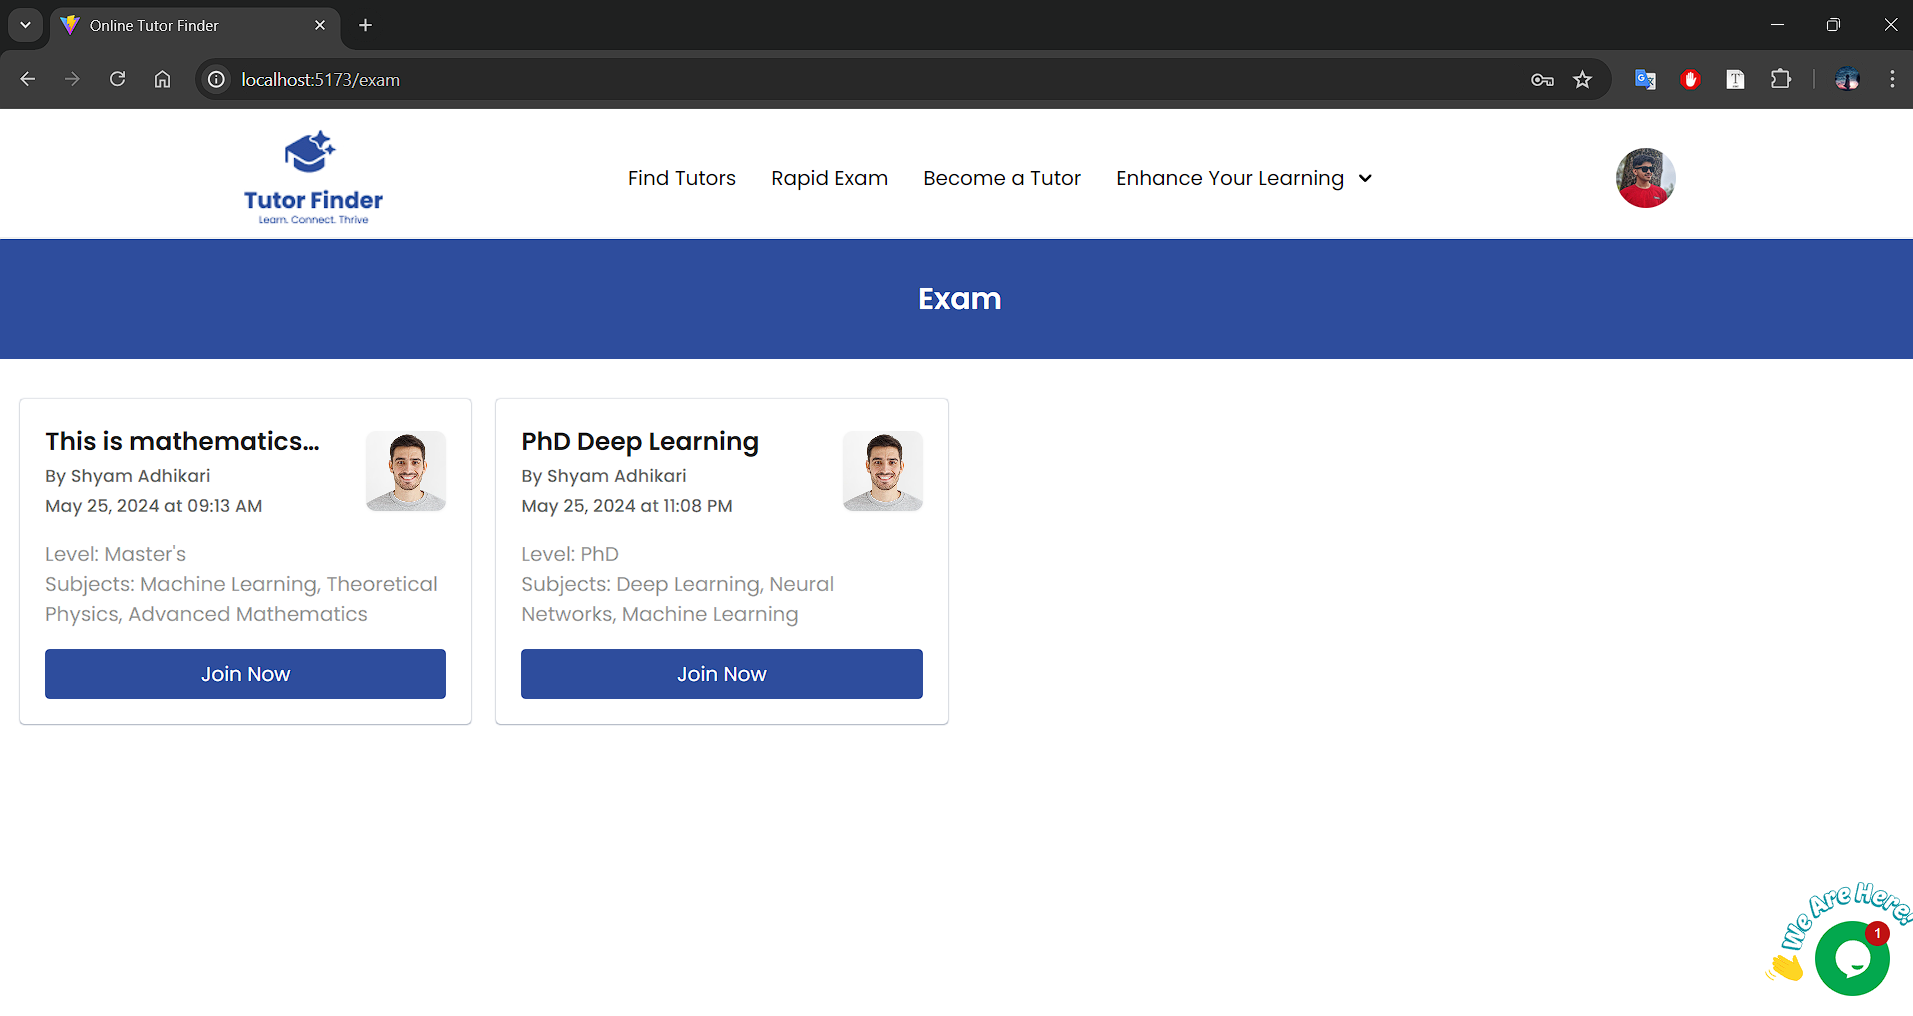 Online Tutor Finder
localhost:5173/exam
Tutor Finder
Learn. Connect. Thrive
Find Tutors
Rapid Exam
Become a Tutor
Enhance Your Learning
Exam
This is mathematics...
By Shyam Adhikari
May 25, 2024 at 09:13 AM
Level: Master's
Subjects: Machine Learning, Theoretical
Physics, Advanced Mathematics
Join Now
PhD Deep Learning
By Shyam Adhikari
May 25, 2024 at 11:08 PM
Level: PhD
Subjects: Deep Learning, Neural
Networks, Machine Learning
Join Now
We Are Here!
1